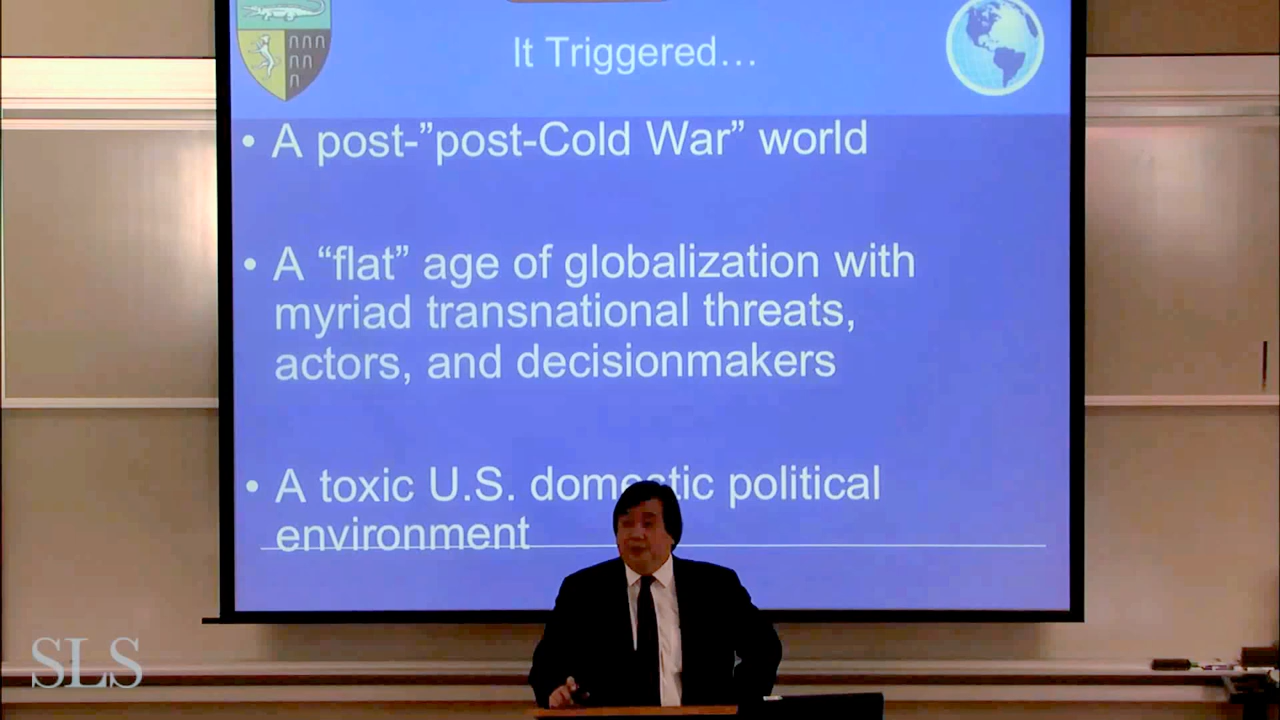 It Triggered...
• A post-”post-Cold War” world
• A “flat” age of globalization with
myriad transnational threats,
actors, and decisionmakers
• A toxic U.S. domestic political
environment
SLS